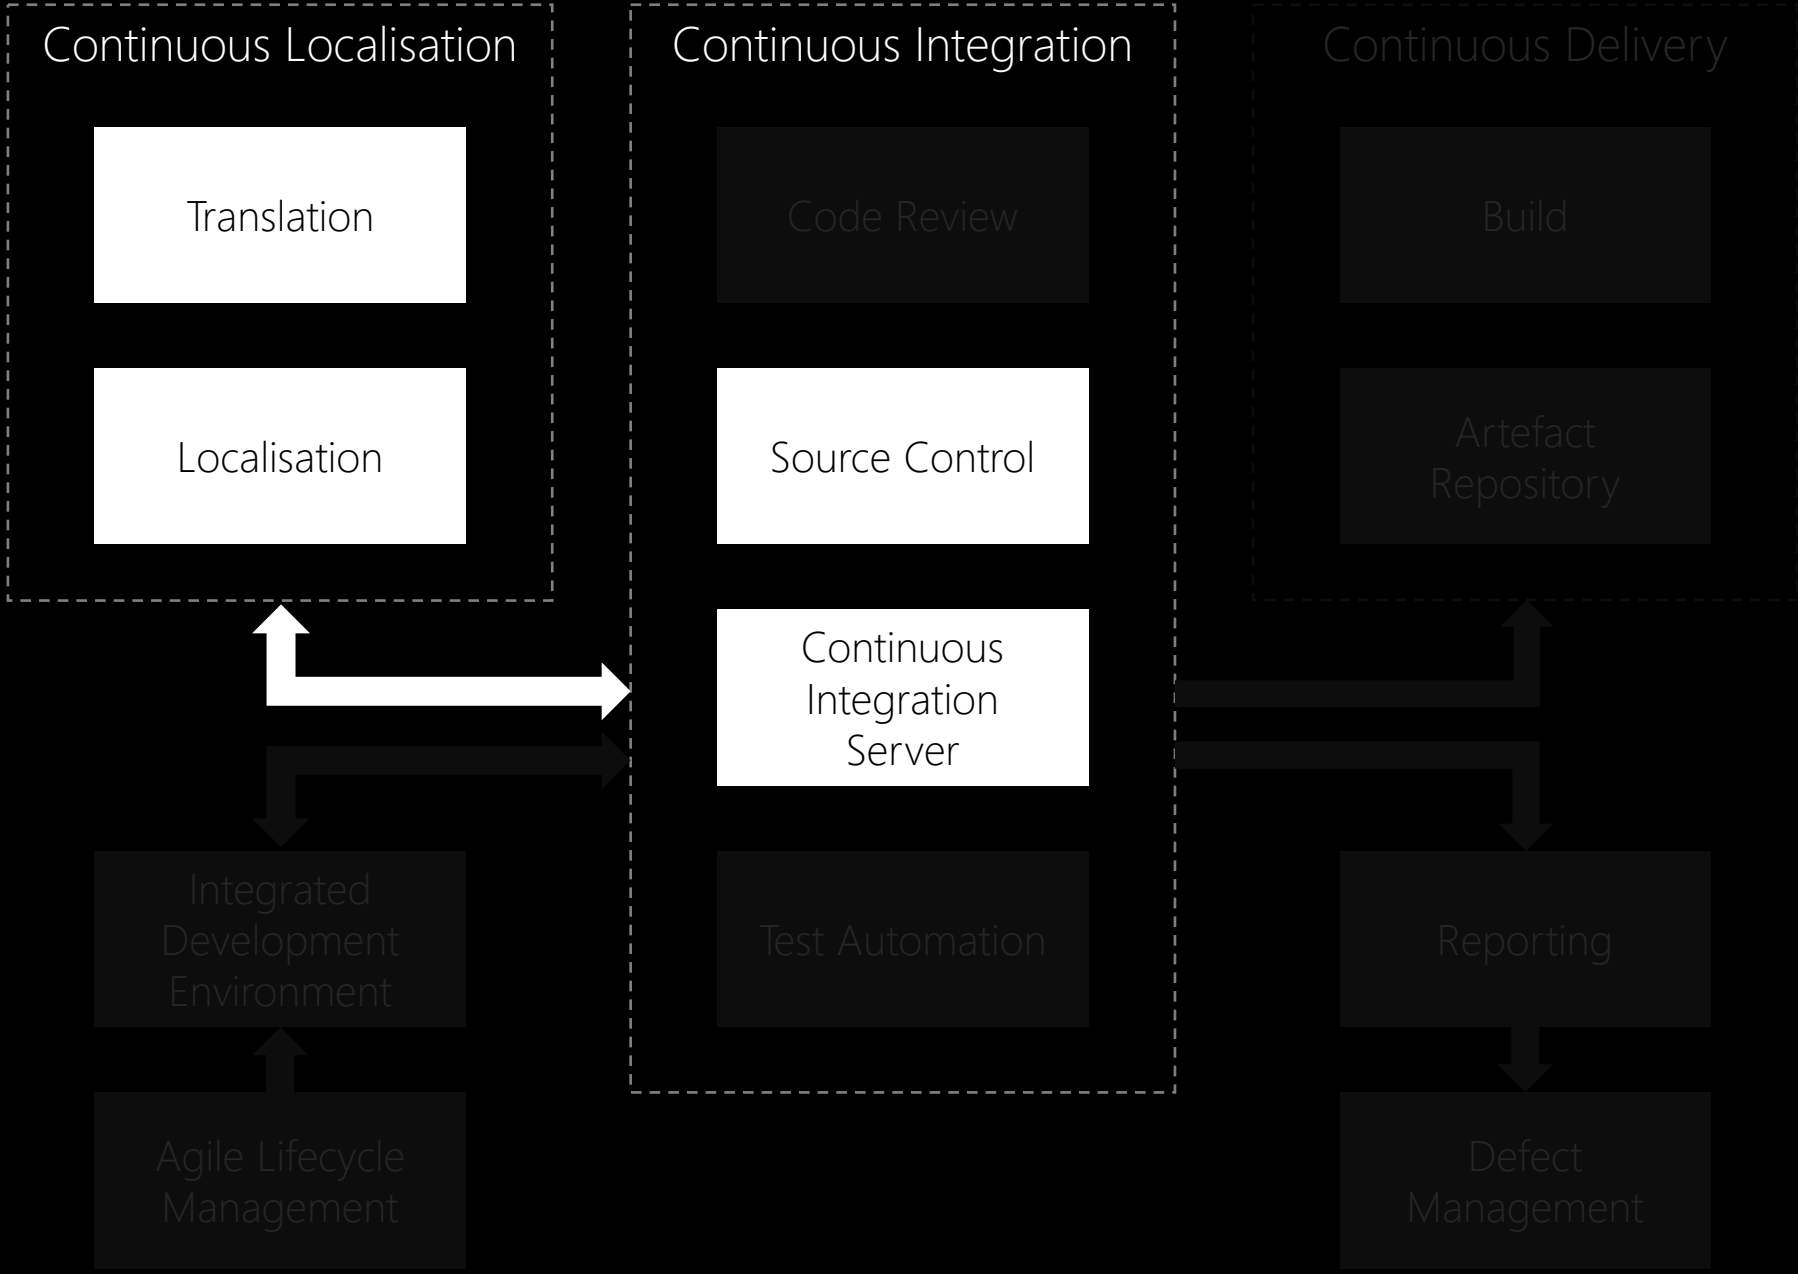 Continuous Localisation
Translation
Localisation
Continuous Integration
Code Review
Source Control
Continuous
Integration
Server
Test Automation
Continuous Delivery
Build
Artefact
Repository
Integrated
Development
Environment
Agile Lifecycle
Management
Reporting
Defect
Management